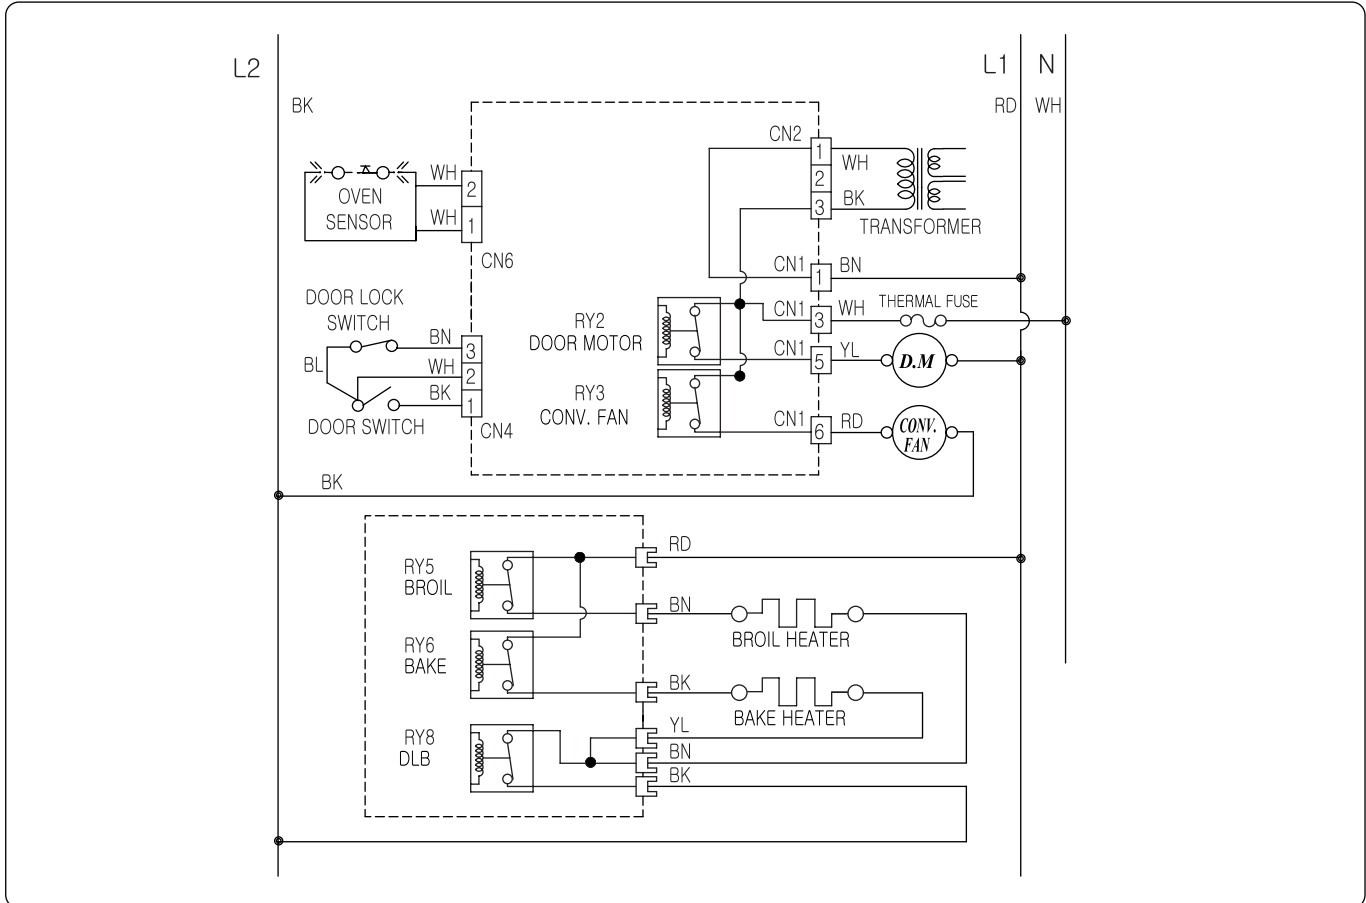 L2
L1 N
BK
RD WH
CN2
1
WH
2
BK
3
TRANSFORMER
WH
2
OVEN
SENSOR
WH
1
CN6
CN1 1 BN
DOOR LOCK
SWITCH
THERMAL FUSE
RY2
DOOR MOTOR
CN1 3 WH
BN 3
BL
WH 2
BK 1
DOOR SWITCH
CN4
CN1 5 YL
D.M
RY3
CONV. FAN
CN1 6 RD
CONV.
FAN
BK
RD
RY5
BROIL
BN
BROIL HEATER
RY6
BAKE
BK
BAKE HEATER
YL
RY8
DLB
BN
BK